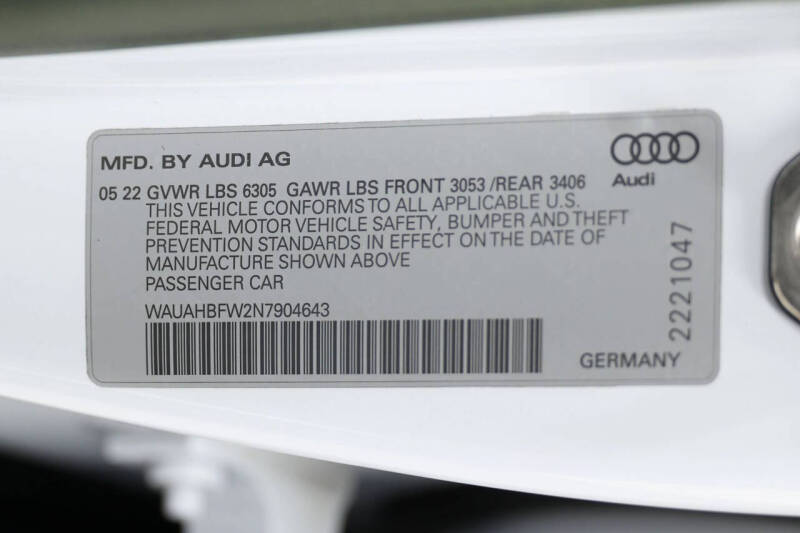 MFD. BY AUDI AG
Audi
05 22 GVWR LBS 6305 GAWR LBS FRONT 3053 /REAR 3406
THIS VEHICLE CONFORMS TO ALL APPLICABLE U.S.
FEDERAL MOTOR VEHICLE SAFETY, BUMPER AND THEFT
PREVENTION STANDARDS IN EFFECT ON THE DATE OF
MANUFACTURE SHOWN ABOVE
PASSENGER CAR
WAUAHBFW2N7904643
2221047
GERMANY